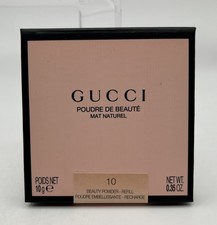 GUCCI
POUDRE DE BEAUTÉ
MAT NATUREL
POIDS NET
10g ℮
NET WT.
0.35 OZ.
10
BEAUTY POWDER - REFILL
POUDRE EMBELLISSANTE - RECHARGE